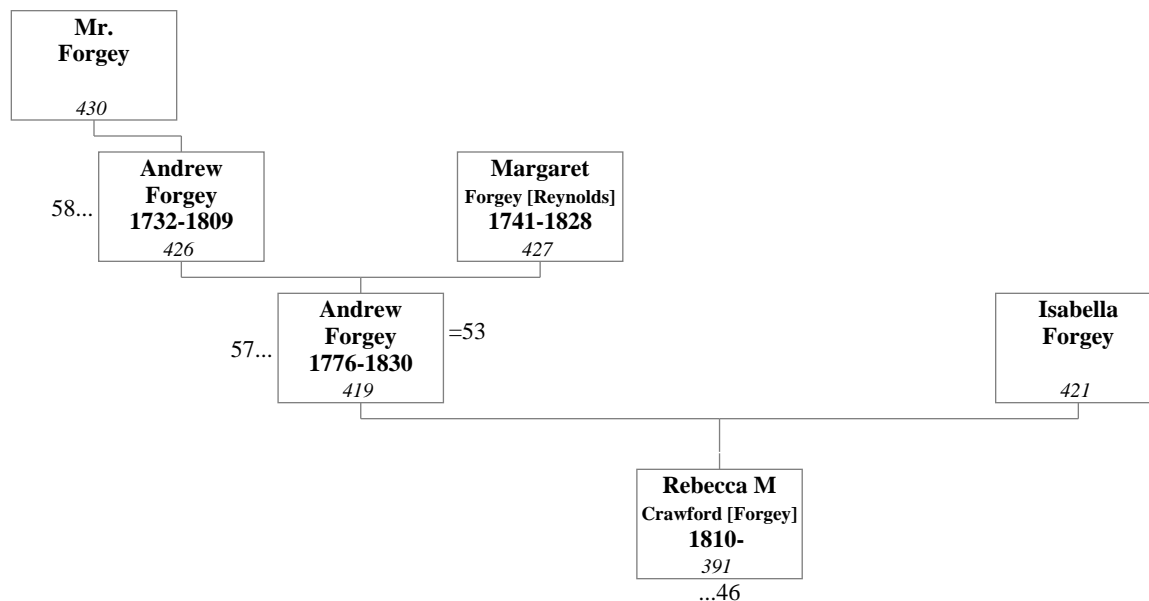 Mr.
Forgey
430
Andrew
Forgey
1732-1809
426
58...
Margaret
Forgey [Reynolds]
1741-1828
427
Andrew
Forgey
1776-1830
419
57...
=53
Isabella
Forgey
421
Rebecca M
Crawford [Forgey]
1810-
391
...46